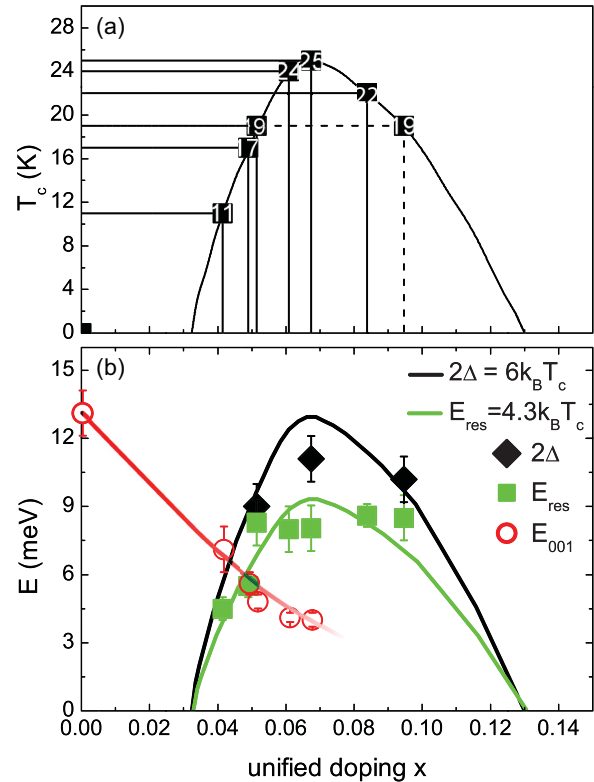 (a)
28
24
20
16
12
8
4
0
T_c (K)
25
24
22
19
19
17
11
(b)
15
12
9
6
3
0
E (meV)
2Δ = 6k_BT_c
E_res=4.3k_BT_c
2Δ
E_res
E_001
0.00 0.02 0.04 0.06 0.08 0.10 0.12 0.14
unified doping x